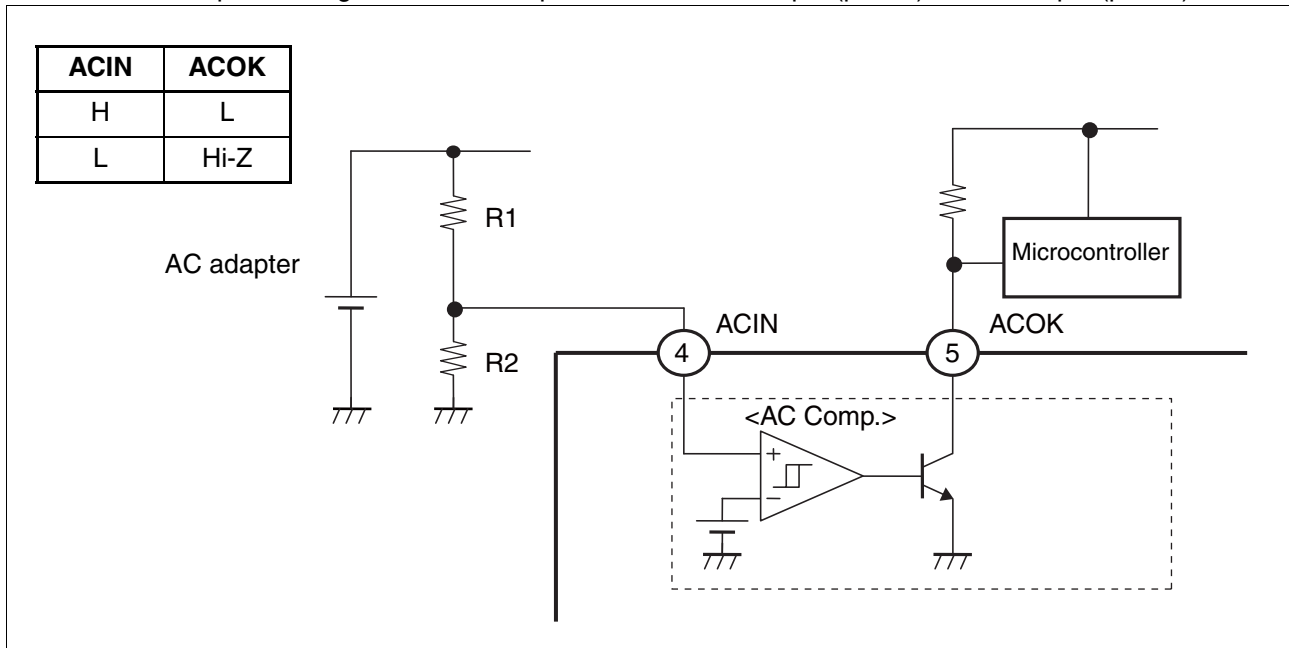 ACIN ACOK
H L
L Hi-Z
R1
Microcontroller
AC adapter
ACIN ACOK
4 5
R2
<AC Comp.>
+
−